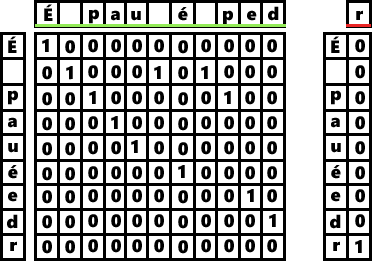 É pau é ped r
É 1 0 0 0 0 0 0 0 0 0 0 É 0
0 1 0 0 0 1 0 1 0 0 0 0
p 0 0 1 0 0 0 0 0 1 0 0 p 0
a 0 0 0 1 0 0 0 0 0 0 0 a 0
u 0 0 0 0 1 0 0 0 0 0 0 u 0
é 0 0 0 0 0 0 1 0 0 0 0 é 0
e 0 0 0 0 0 0 0 0 0 1 0 e 0
d 0 0 0 0 0 0 0 0 0 0 1 d 0
r 0 0 0 0 0 0 0 0 0 0 0 r 1